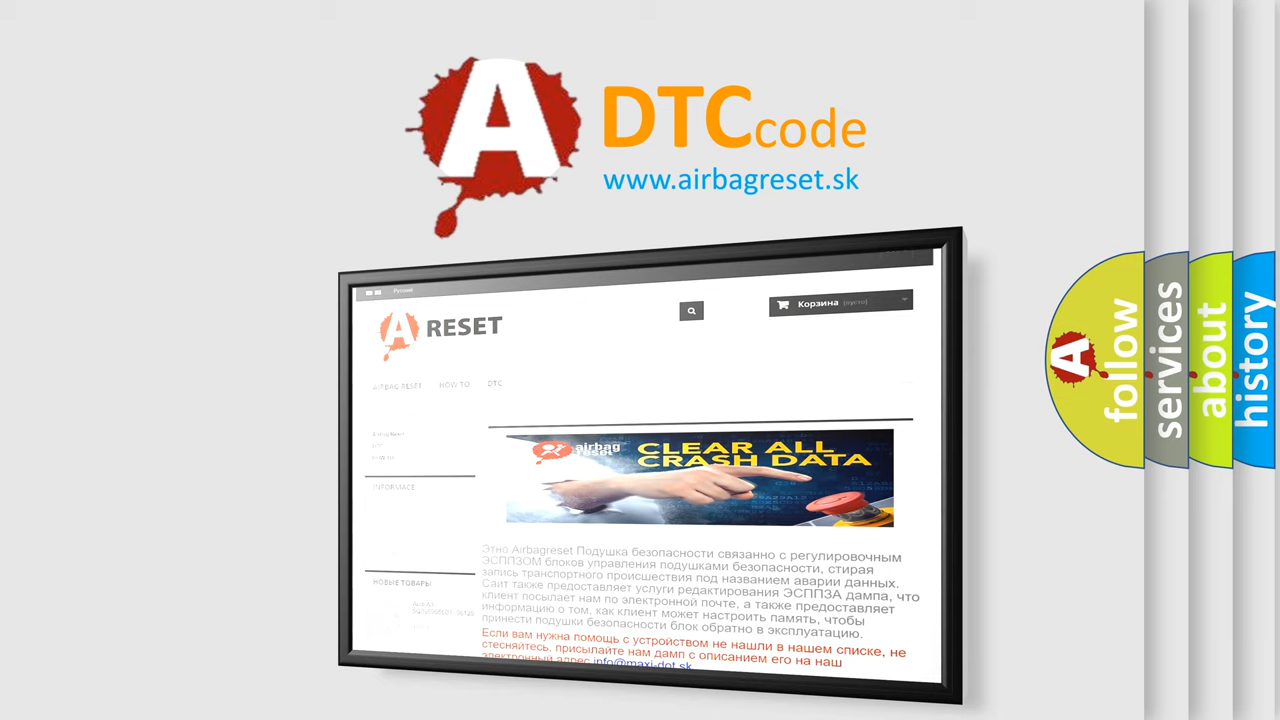 A
DTCcode
www.airbagreset.sk
Русский
A RESET
Корзина (пусто)
AIRBAG RESET HOW TO DTC
Airbag Reset
INFORMACE
НОВЫЕ ТОВАРЫ
airbag
reset
CLEAR ALL
CRASH DATA
Этно Airbagreset Подушка безопасности связанно с регулировочным
ЭСППЗОМ блоков управления подушками безопасности, стирая
запись транспортного происшествия под названием аварии данных.
Сайт также предоставляет услуги редактирования ЭСППЗА дампа, что
клиент посылает нам по электронной почте, а также предоставляет
информацию о том, как клиент может настроить память, чтобы
принести подушки безопасности блок обратно в эксплуатацию.
Если вам нужна помощь с устройством не нашли в нашем списке, не
стесняйтесь, присылайте нам дамп с описанием его на наш
электронный адрес info@maxi-dot.sk
A
follow
services
about
history